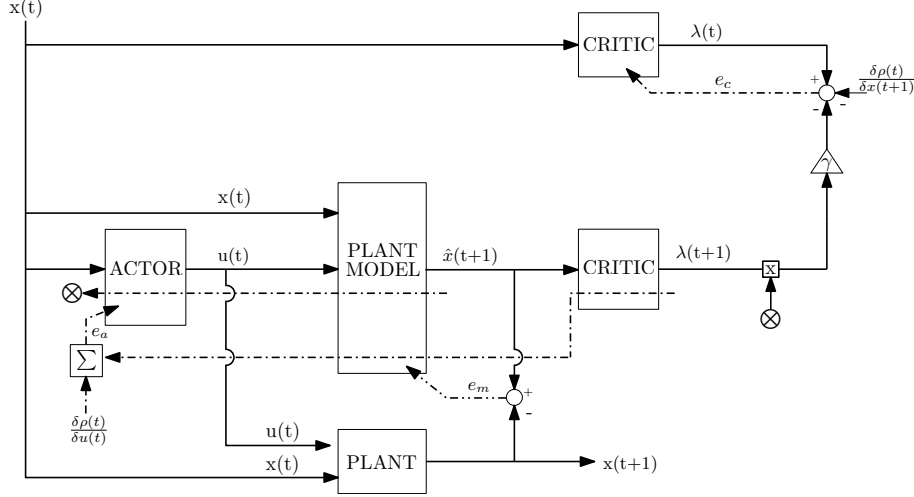 x(t)
CRITIC
λ(t)
e_c
+
-
-
δρ(t)
δx(t+1)
γ
x(t)
PLANT
MODEL
ACTOR
u(t)
x̂(t+1)
CRITIC
λ(t+1)
x
e_a
Σ
δρ(t)
δu(t)
e_m
+
-
u(t)
x(t)
PLANT
x(t+1)